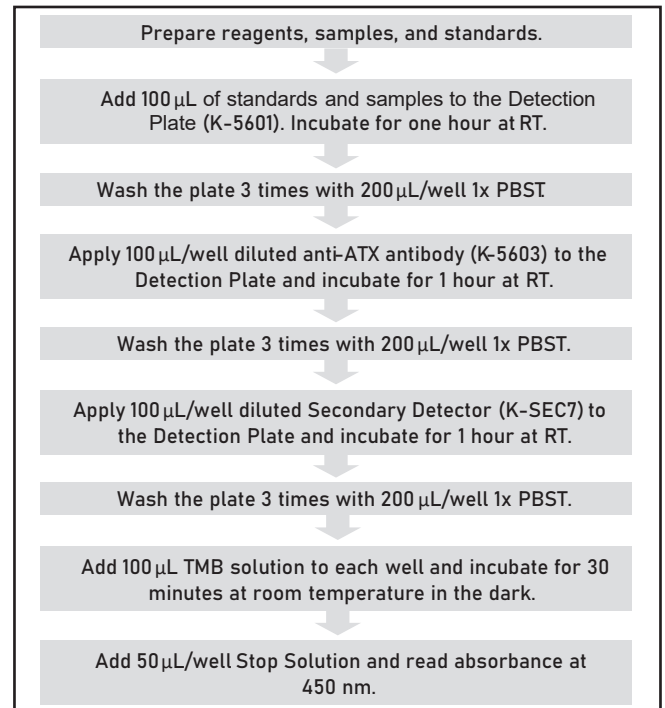 Prepare reagents, samples, and standards.
Add 100 μL of standards and samples to the Detection
Plate (K-5601). Incubate for one hour at RT.
Wash the plate 3 times with 200 μL/well 1x PBST.
Apply 100 μL/well diluted anti-ATX antibody (K-5603) to the
Detection Plate and incubate for 1 hour at RT.
Wash the plate 3 times with 200 μL/well 1x PBST.
Apply 100 μL/well diluted Secondary Detector (K-SEC7) to
the Detection Plate and incubate for 1 hour at RT.
Wash the plate 3 times with 200 μL/well 1x PBST.
Add 100 μL TMB solution to each well and incubate for 30
minutes at room temperature in the dark.
Add 50 μL/well Stop Solution and read absorbance at
450 nm.